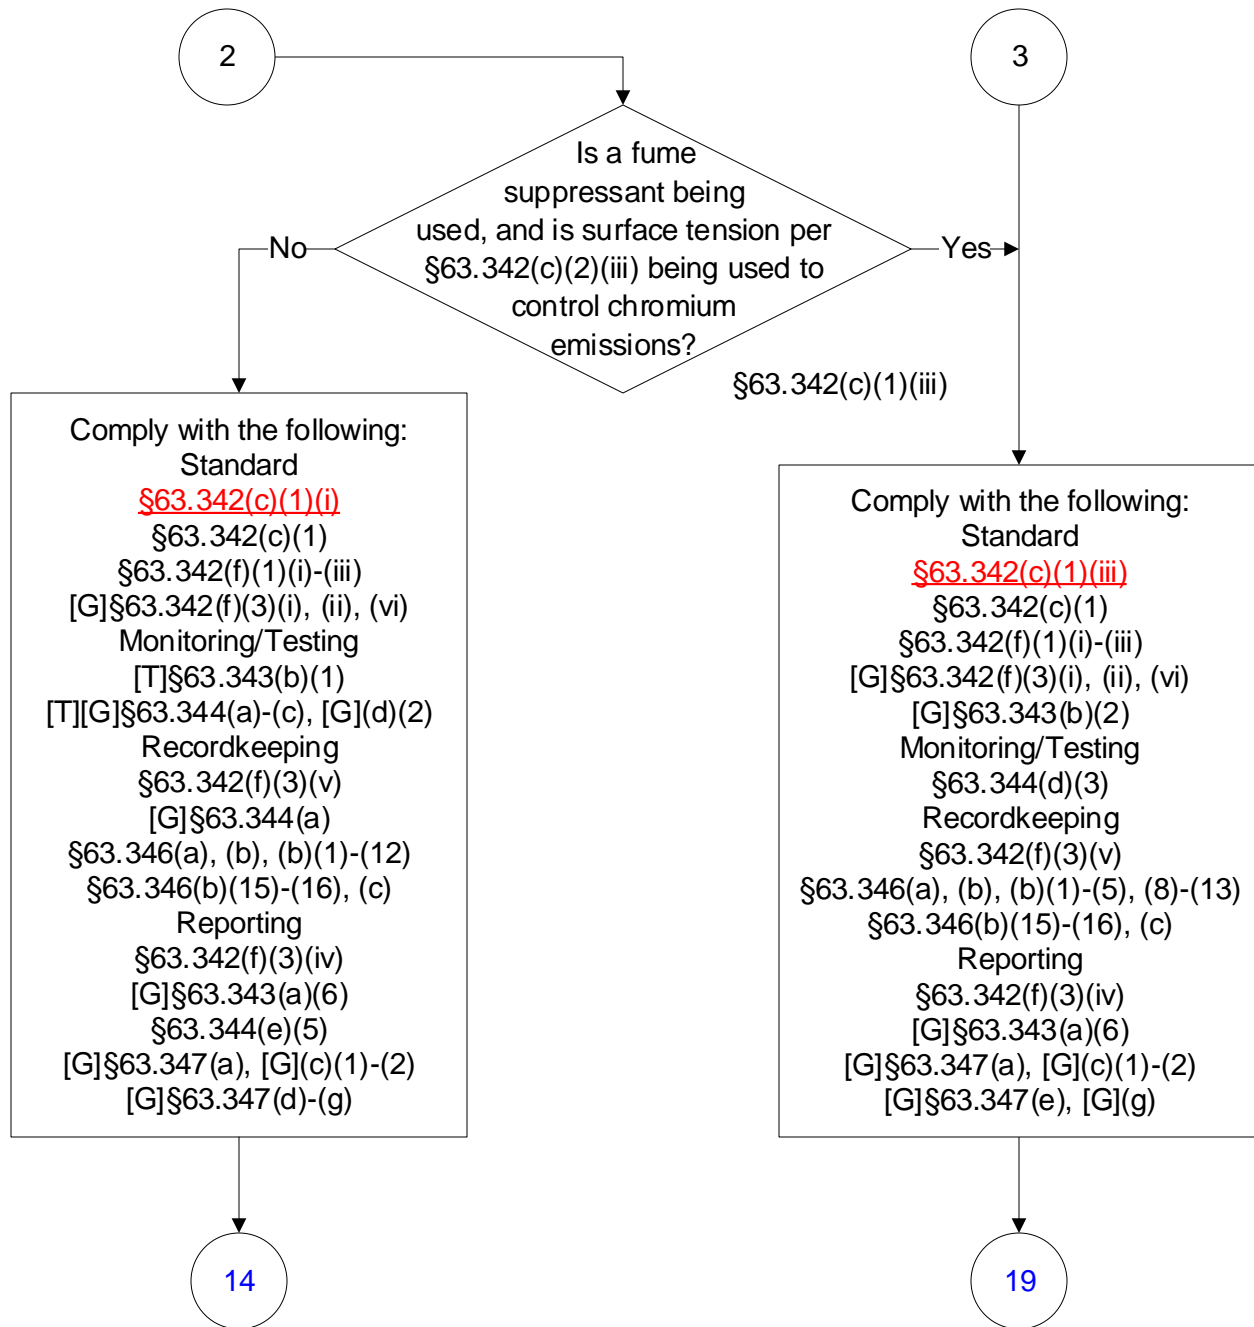 2
3
Is a fume
suppressant being
used, and is surface tension per
§63.342(c)(2)(iii) being used to
control chromium
emissions?
No
Yes
§63.342(c)(1)(iii)
Comply with the following:
Standard
§63.342(c)(1)(i)
§63.342(c)(1)
§63.342(f)(1)(i)-(iii)
[G]§63.342(f)(3)(i), (ii), (vi)
Monitoring/Testing
[T]§63.343(b)(1)
[T][G]§63.344(a)-(c), [G](d)(2)
Recordkeeping
§63.342(f)(3)(v)
[G]§63.344(a)
§63.346(a), (b), (b)(1)-(12)
§63.346(b)(15)-(16), (c)
Reporting
§63.342(f)(3)(iv)
[G]§63.343(a)(6)
§63.344(e)(5)
[G]§63.347(a), [G](c)(1)-(2)
[G]§63.347(d)-(g)
Comply with the following:
Standard
§63.342(c)(1)(iii)
§63.342(c)(1)
§63.342(f)(1)(i)-(iii)
[G]§63.342(f)(3)(i), (ii), (vi)
[G]§63.343(b)(2)
Monitoring/Testing
§63.344(d)(3)
Recordkeeping
§63.342(f)(3)(v)
§63.346(a), (b), (b)(1)-(5), (8)-(13)
§63.346(b)(15)-(16), (c)
Reporting
§63.342(f)(3)(iv)
[G]§63.343(a)(6)
[G]§63.347(a), [G](c)(1)-(2)
[G]§63.347(e), [G](g)
14
19